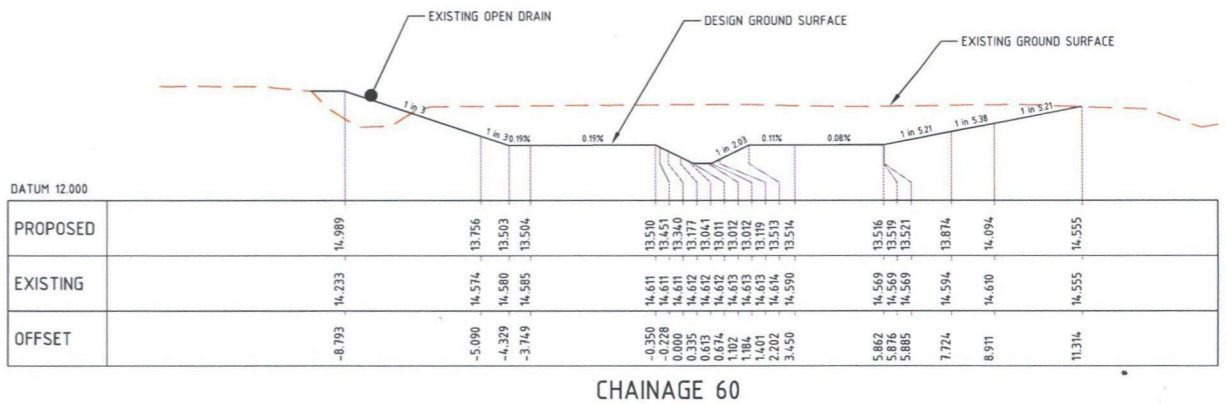 EXISTING OPEN DRAIN
DESIGN GROUND SURFACE
EXISTING GROUND SURFACE
1 in 3
1 in 3
0.19%
0.19%
1 in 2.03
0.11%
0.08%
1 in 5.21
1 in 5.38
1 in 5.21
DATUM 12.000
PROPOSED 14.989 13.756 13.503 13.504 13.510 13.451 13.340 13.177 13.041 13.011 13.012 13.012 13.119 13.513 13.514 13.516 13.519 13.521 13.874 14.094 14.555
EXISTING 14.233 14.574 14.580 14.585 14.611 14.611 14.611 14.612 14.612 14.612 14.613 14.613 14.613 14.614 14.590 14.569 14.569 14.569 14.594 14.610 14.555
OFFSET -8.793 -5.090 -4.329 -3.749 -0.350 -0.228 0.000 0.335 0.613 0.674 1.102 1.184 1.401 2.202 3.450 5.862 5.876 5.885 7.724 8.911 11.314
CHAINAGE 60